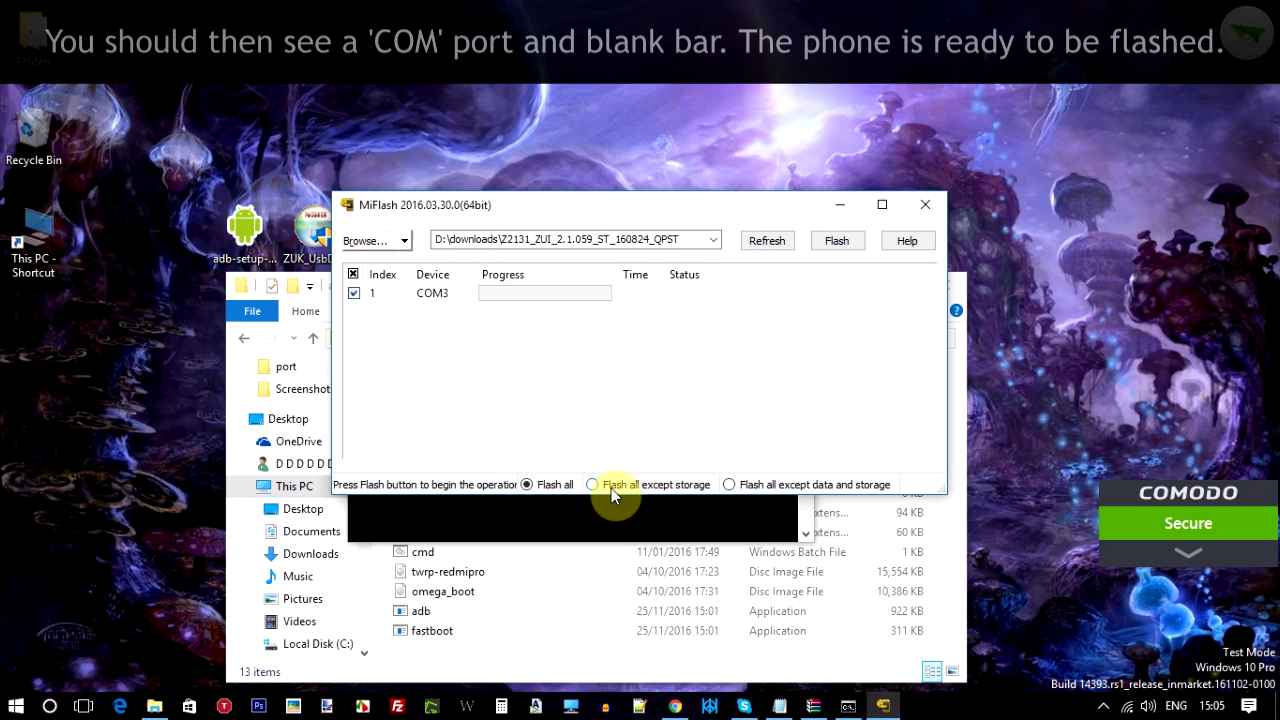 You should then see a 'COM' port and blank bar. The phone is ready to be flashed.
Folders
Recycle Bin
This PC -
Shortcut
adb-setup-...
ZUK_UsbD
MiFlash 2016.03.30.0(64bit)
Browse...
D:\downloads\Z2131_ZUI_2.1.059_ST_160824_QPST
Refresh
Flash
Help
Index Device Progress Time Status
1 COM3
Press Flash button to begin the operation
Flash all
Flash all except storage
Flash all except data and storage
File
Home
port
Screenshot
Desktop
OneDrive
D D D D D D
This PC
Desktop
Documents
Downloads
Music
Pictures
Videos
Local Disk (C:)
xtens... 94 KB
xtens... 60 KB
cmd 11/01/2016 17:49 Windows Batch File 1 KB
twrp-redmipro 04/10/2016 17:23 Disc Image File 15,554 KB
omega_boot 04/10/2016 17:31 Disc Image File 10,386 KB
adb 25/11/2016 15:01 Application 922 KB
fastboot 25/11/2016 15:01 Application 311 KB
13 items
COMODO
Secure
Test Mode
Windows 10 Pro
Build 14393.rs1_release_inmarket.161102-0100
ENG 15:05